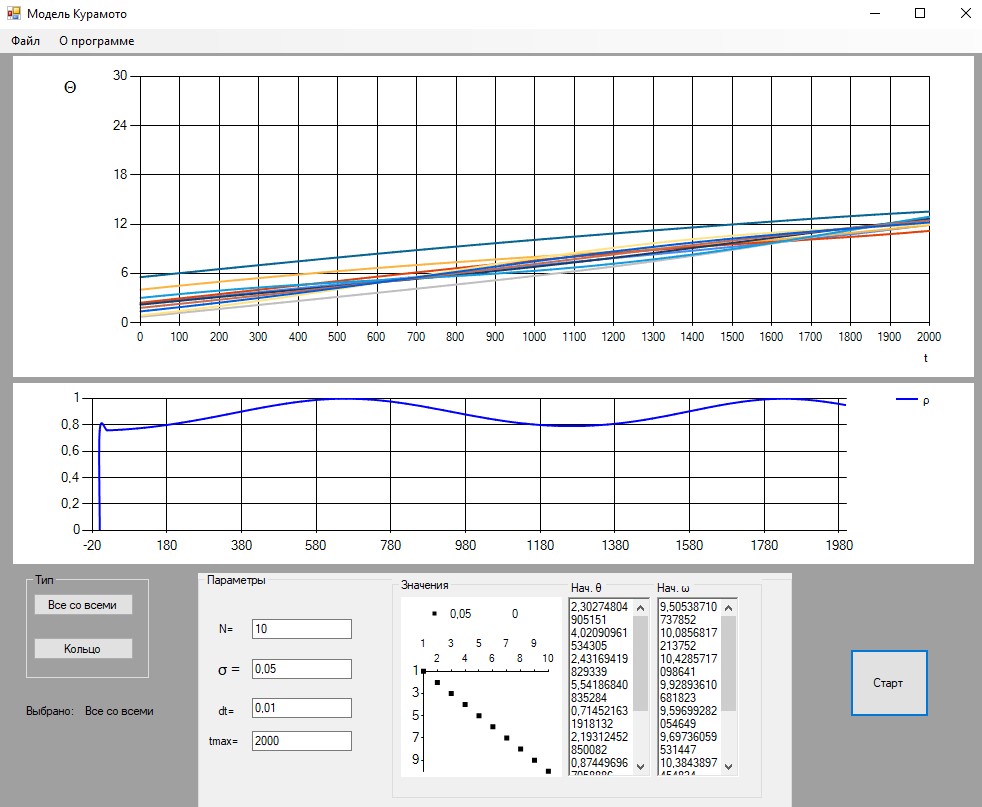 Модель Курамото
Файл О программе
Θ
30
24
18
12
6
0
0 100 200 300 400 500 600 700 800 900 1000 1100 1200 1300 1400 1500 1600 1700 1800 1900 2000
t
1
0,8
0,6
0,4
0,2
0
-20 180 380 580 780 980 1180 1380 1580 1780 1980
ρ
Тип
Все со всеми
Кольцо
Выбрано: Все со всеми
Параметры
N= 10
σ = 0,05
dt= 0,01
tmax= 2000
Значения
0,05 0
1 3 5 7 9
2 4 6 8 10
1
3
5
7
9
Нач. θ
2,30274804
905151
4,02090961
534305
2,43169419
829339
5,54186840
835284
0,71452163
1918132
2,19312452
850082
0,87449696
Нач. ω
9,50538710
737852
10,0856817
213752
10,4285717
098641
9,92893610
681823
9,59699282
054649
9,69736059
531447
10,3843897
Старт